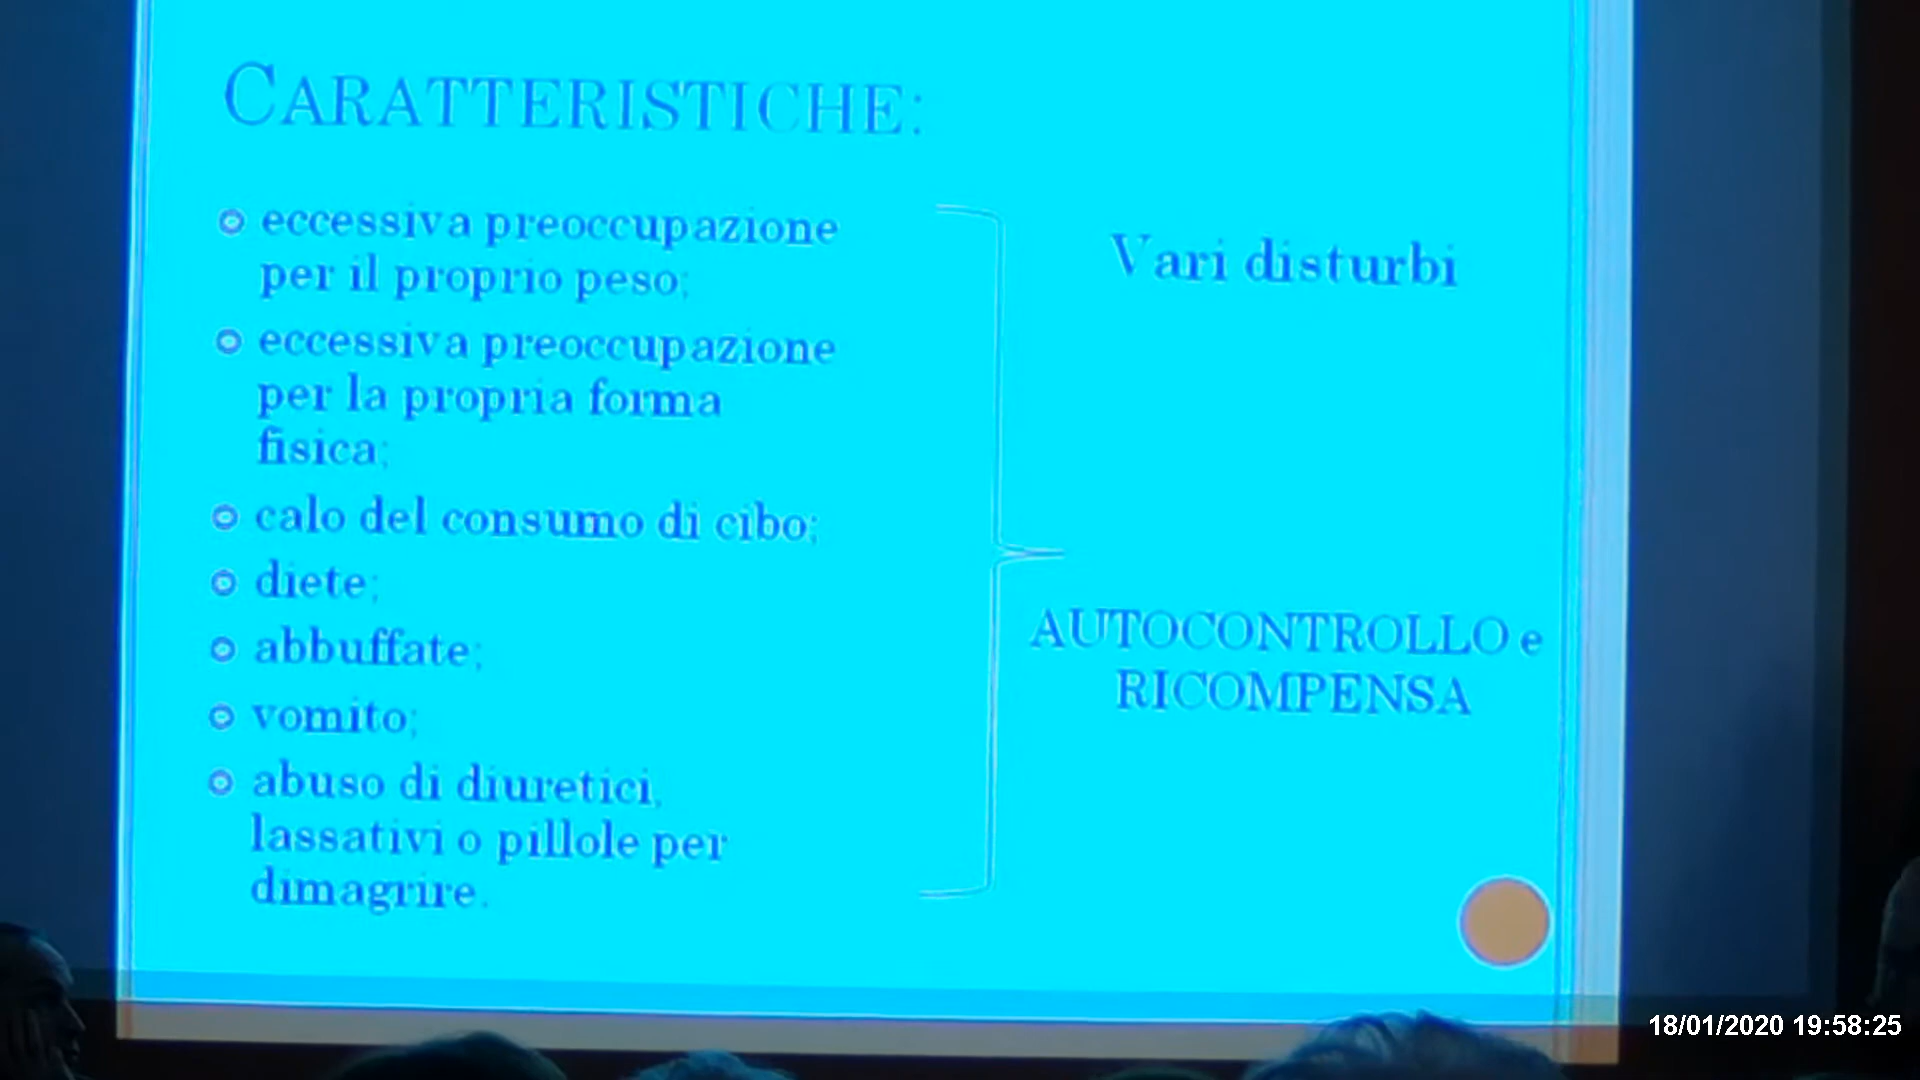 CARATTERISTICHE:
eccessiva preoccupazione
per il proprio peso;
eccessiva preoccupazione
per la propria forma
fisica;
calo del consumo di cibo;
diete;
abbuffate;
vomito;
abuso di diuretici,
lassativi o pillole per
dimagrire.
Vari disturbi
AUTOCONTROLLO e
RICOMPENSA
18/01/2020 19:58:25